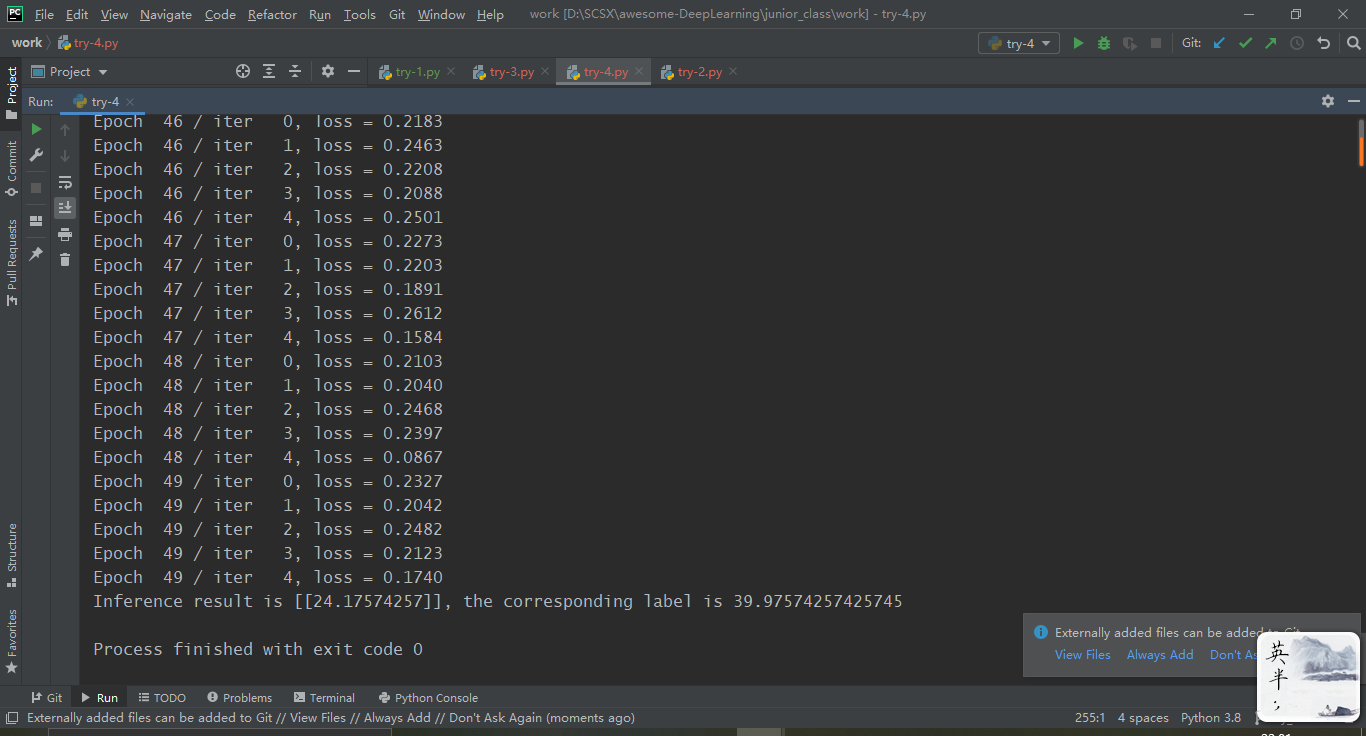 PC File Edit View Navigate Code Refactor Run Tools Git Window Help work [D:\SCSX\awesome-DeepLearning\junior_class\work] - try-4.py
work try-4.py try-4 Git:
Project try-1.py try-3.py try-4.py try-2.py
Run: try-4
Epoch  46 / iter   0, loss = 0.2183
Epoch  46 / iter   1, loss = 0.2463
Epoch  46 / iter   2, loss = 0.2208
Epoch  46 / iter   3, loss = 0.2088
Epoch  46 / iter   4, loss = 0.2501
Epoch  47 / iter   0, loss = 0.2273
Epoch  47 / iter   1, loss = 0.2203
Epoch  47 / iter   2, loss = 0.1891
Epoch  47 / iter   3, loss = 0.2612
Epoch  47 / iter   4, loss = 0.1584
Epoch  48 / iter   0, loss = 0.2103
Epoch  48 / iter   1, loss = 0.2040
Epoch  48 / iter   2, loss = 0.2468
Epoch  48 / iter   3, loss = 0.2397
Epoch  48 / iter   4, loss = 0.0867
Epoch  49 / iter   0, loss = 0.2327
Epoch  49 / iter   1, loss = 0.2042
Epoch  49 / iter   2, loss = 0.2482
Epoch  49 / iter   3, loss = 0.2123
Epoch  49 / iter   4, loss = 0.1740
Inference result is [[24.17574257]], the corresponding label is 39.97574257425745
Process finished with exit code 0
Project
Commit
Pull Requests
Structure
Favorites
Externally added files can be added to Git
View Files Always Add Don't As
英
半
;
Git Run TODO Problems Terminal Python Console
Externally added files can be added to Git // View Files // Always Add // Don't Ask Again (moments ago) 255:1 4 spaces Python 3.8